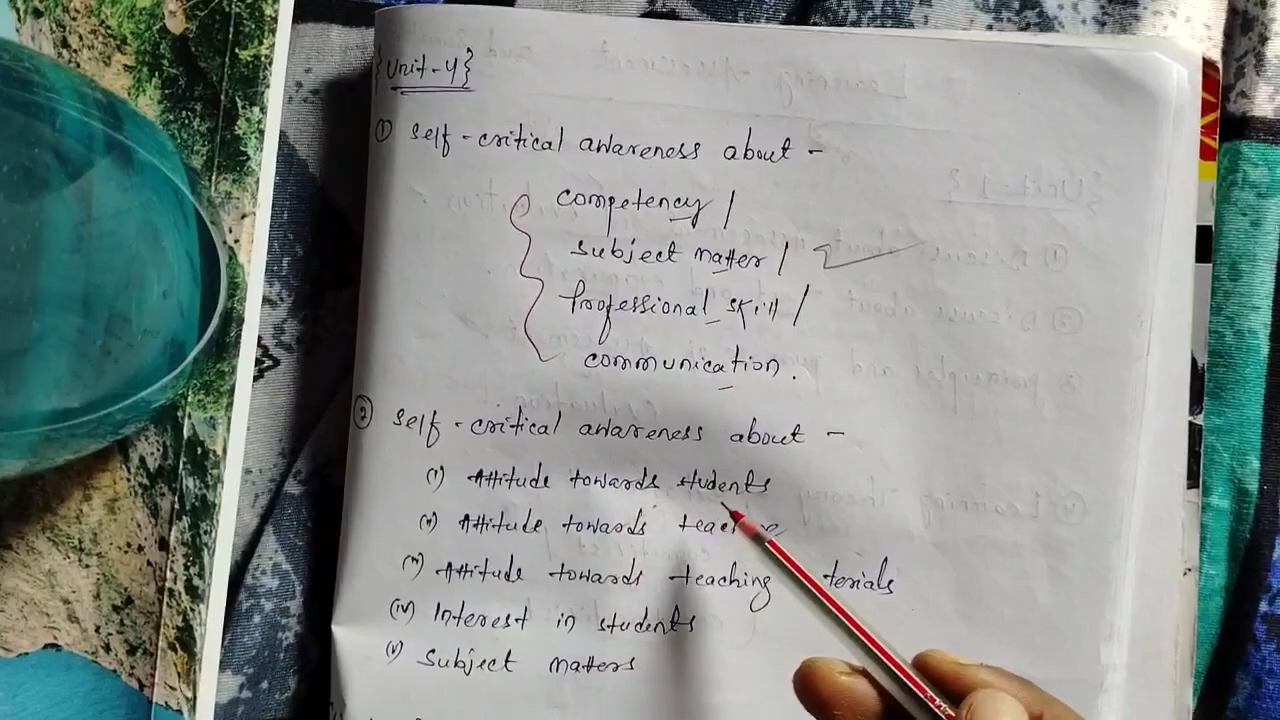 {Unit-4}
① Self-critical awareness about -
competency /
subject matter /
Professional skill /
communication.
② Self-critical awareness about -
(i) Attitude towards students
(ii) Attitude towards
(iii) Attitude towards teaching
(iv) Interest in students
(v) Subject matters